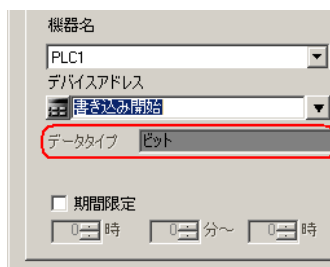 機器名
PLC1
デバイスアドレス
書き込み開始
データタイプ ビット
期間限定
0 時 0 分～ 0 時